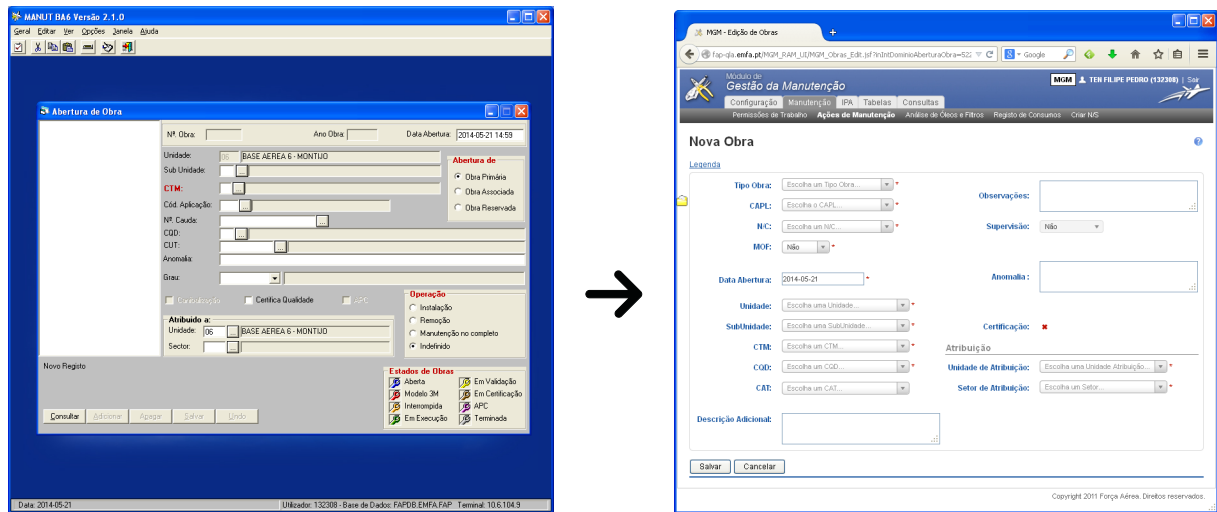 MANUT BA6 Versão 2.1.0
Geral Editar Ver Opções Janela Ajuda
Abertura de Obra
Nº. Obra: Ano Obra: Data Abertura: 2014-05-21 14:59
Unidade: 06 BASE AEREA 6 - MONTIJO
Sub Unidade:
CTM:
Cód. Aplicação:
Nº. Cauda:
CQD:
CUT:
Anomalia:
Grau:
Abertura de
Obra Primária
Obra Associada
Obra Reservada
Canibalização Certifica Qualidade APC
Atribuido a:
Unidade: 06 BASE AEREA 6 - MONTIJO
Sector:
Operação
Instalação
Remoção
Manutenção no completo
Indefinido
Novo Registo
Estados de Obras
Aberta Em Validação
Modelo 3M Em Certificação
Interrompida APC
Em Execução Terminada
Consultar Adicionar Apagar Salvar Undo
Data: 2014-05-21 Utilizador: 132308 - Base de Dados: FAPDB.EMFA.FAP Terminal: 10.6.104.9
MGM - Edição de Obras
fap-qla.emfa.pt/MGM_RAM_UI/MGM_Obras_Edit.jsf?inIntDominioAberturaObra=522 Google
Módulo de
Gestão da Manutenção
MGM TEN FILIPE PEDRO (132308) | Sair
Configuração Manutenção IPA Tabelas Consultas
Permissões de Trabalho Ações de Manutenção Análise de Óleos e Filtros Registo de Consumos Criar N/S
Nova Obra
Legenda
Tipo Obra: Escolha um Tipo Obra... *
CAPL: Escolha o CAPL... *
N/C: Escolha um N/C... *
MOF: Não *
Observações:
Supervisão: Não
Data Abertura: 2014-05-21 *
Anomalia :
Unidade: Escolha uma Unidade... *
SubUnidade: Escolha uma SubUnidade... *
CTM: Escolha um CTM... *
CQD: Escolha um CQD... *
CAT: Escolha um CAT...
Certificação:
Atribuição
Unidade de Atribuição: Escolha uma Unidade Atribuição... *
Setor de Atribuição: Escolha um Setor... *
Descrição Adicional:
Salvar Cancelar
Copyright 2011 Força Aérea. Direitos reservados.